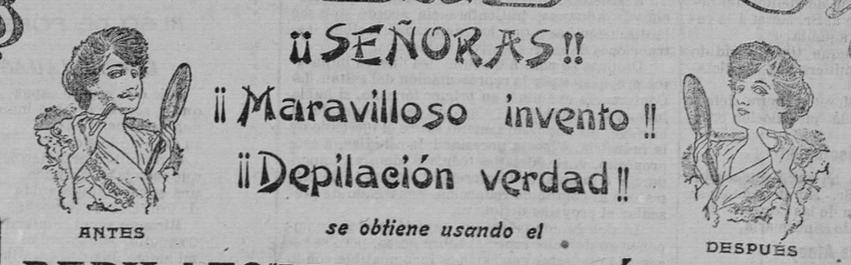 ¡¡SEÑORAS!!
¡¡Maravilloso invento!!
¡¡Depilación verdad!!
se obtiene usando el
ANTES
DESPUÉS